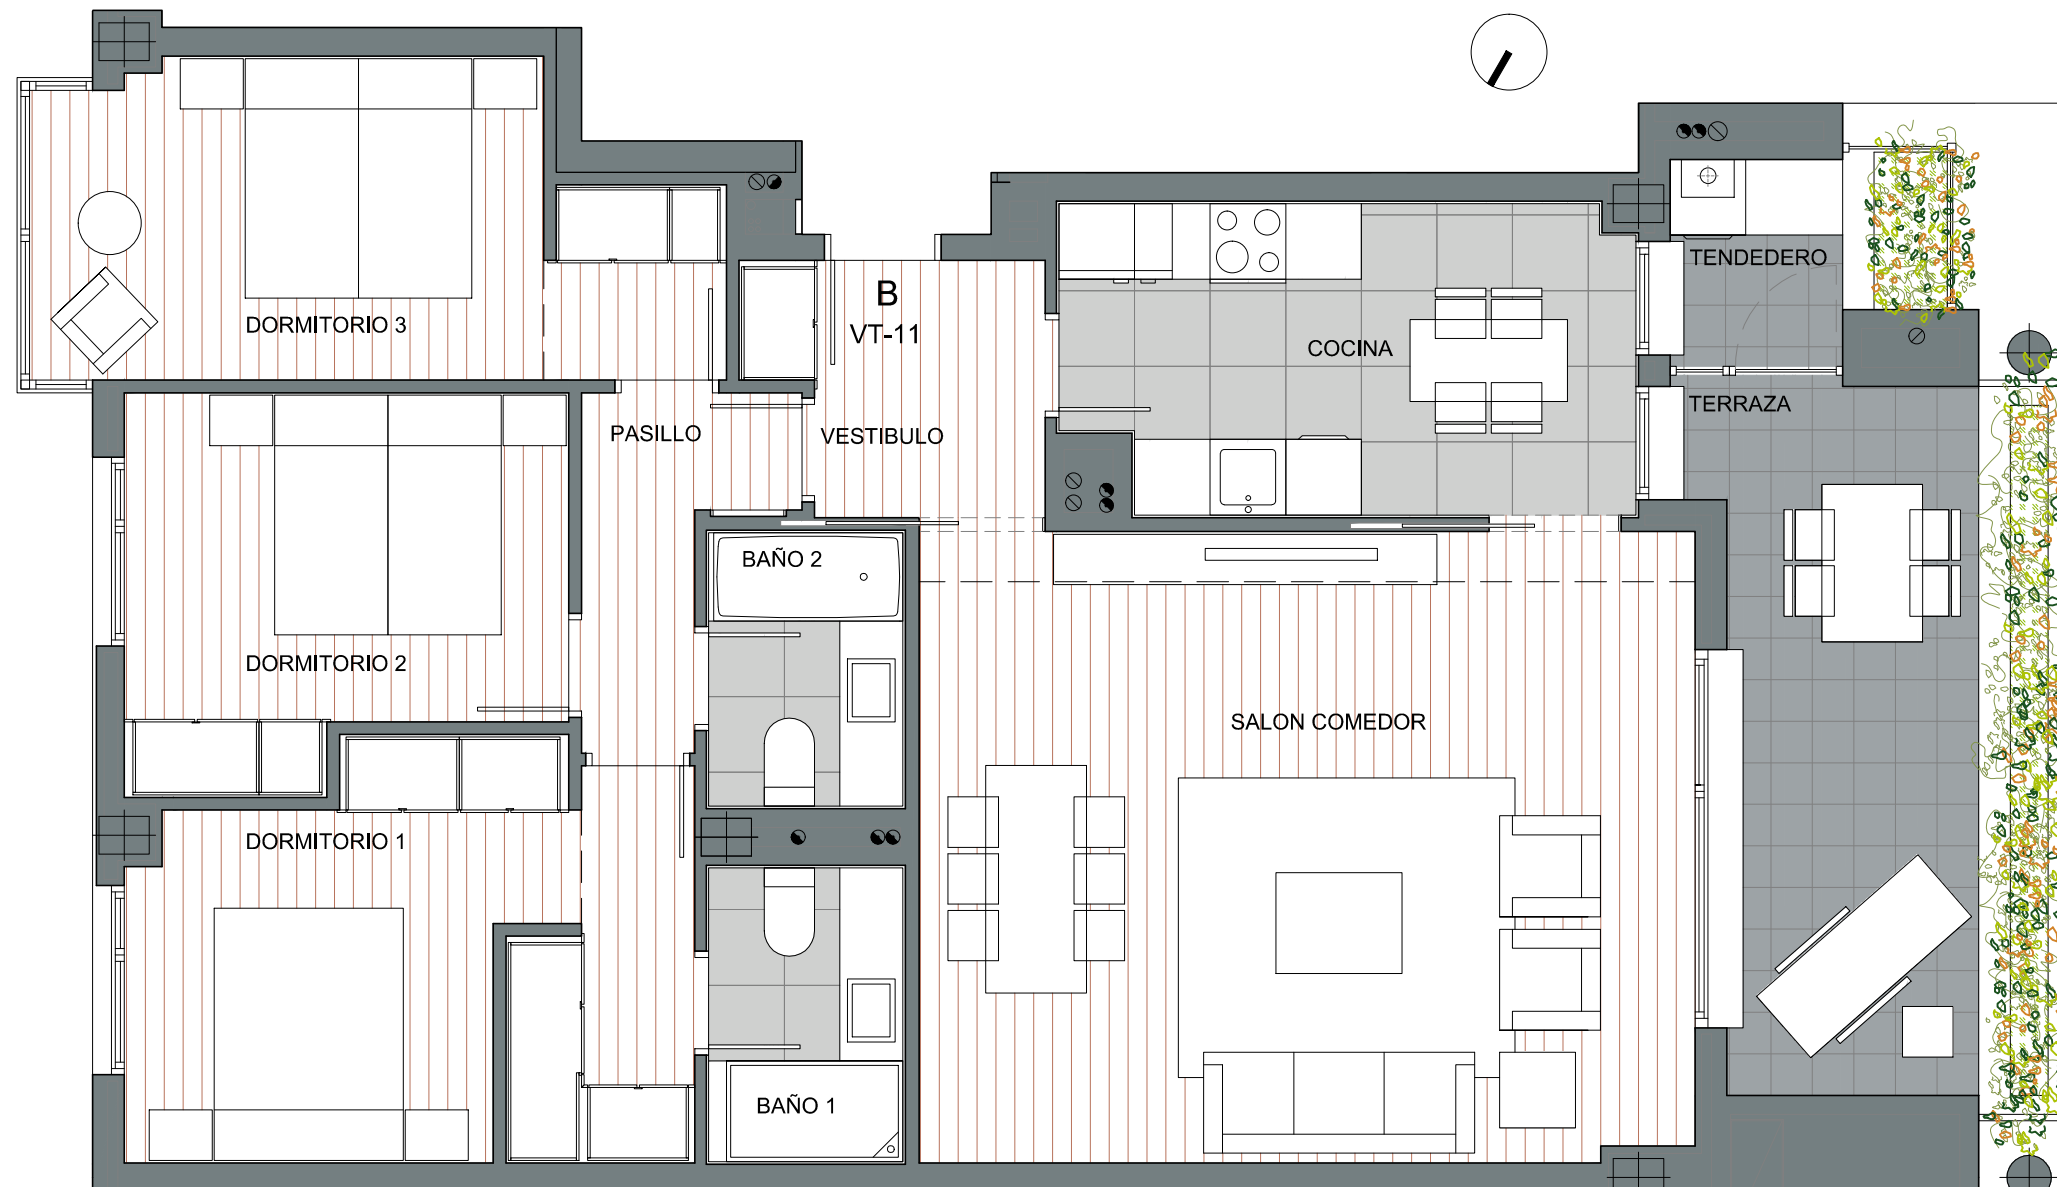 TENDEDERO
B
DORMITORIO 3
VT-11
COCINA
TERRAZA
PASILLO
VESTIBULO
BAÑO 2
DORMITORIO 2
SALON COMEDOR
DORMITORIO 1
BAÑO 1